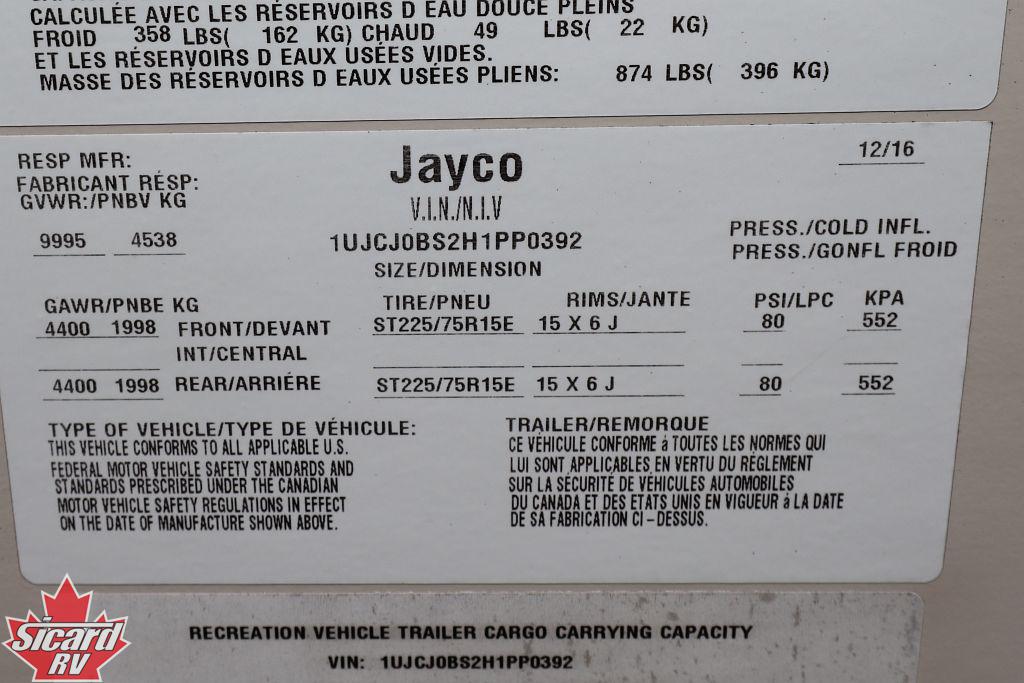 CALCULÉE AVEC LES RÉSERVOIRS D EAU DOUCE PLEINS
FROID 358 LBS( 162 KG) CHAUD 49 LBS( 22 KG)
ET LES RÉSERVOIRS D EAUX USÉES VIDES.
MASSE DES RÉSERVOIRS D EAUX USÉES PLIENS: 874 LBS( 396 KG)
RESP MFR: Jayco 12/16
FABRICANT RÉSP:
GVWR:/PNBV KG V.I.N./N.I.V
9995 4538 1UJCJ0BS2H1PP0392 PRESS./COLD INFL.
SIZE/DIMENSION PRESS./GONFL FROID
GAWR/PNBE KG TIRE/PNEU RIMS/JANTE PSI/LPC KPA
4400 1998 FRONT/DEVANT ST225/75R15E 15 X 6 J 80 552
INT/CENTRAL
4400 1998 REAR/ARRIÉRE ST225/75R15E 15 X 6 J 80 552
TYPE OF VEHICLE/TYPE DE VÉHICULE: TRAILER/REMORQUE
THIS VEHICLE CONFORMS TO ALL APPLICABLE U.S.
FEDERAL MOTOR VEHICLE SAFETY STANDARDS AND
STANDARDS PRESCRIBED UNDER THE CANADIAN
MOTOR VEHICLE SAFETY REGULATIONS IN EFFECT
ON THE DATE OF MANUFACTURE SHOWN ABOVE.
CE VÉHICULE CONFORME à TOUTES LES NORMES QUI
LUI SONT APPLICABLES EN VERTU DU RÉGLEMENT
SUR LA SÉCURITÉ DE VÉHICULES AUTOMOBILES
DU CANADA ET DES ETATS UNIS EN VIGUEUR à LA DATE
DE SA FABRICATION CI-DESSUS.
RECREATION VEHICLE TRAILER CARGO CARRYING CAPACITY
VIN: 1UJCJ0BS2H1PP0392
Sicard
RV